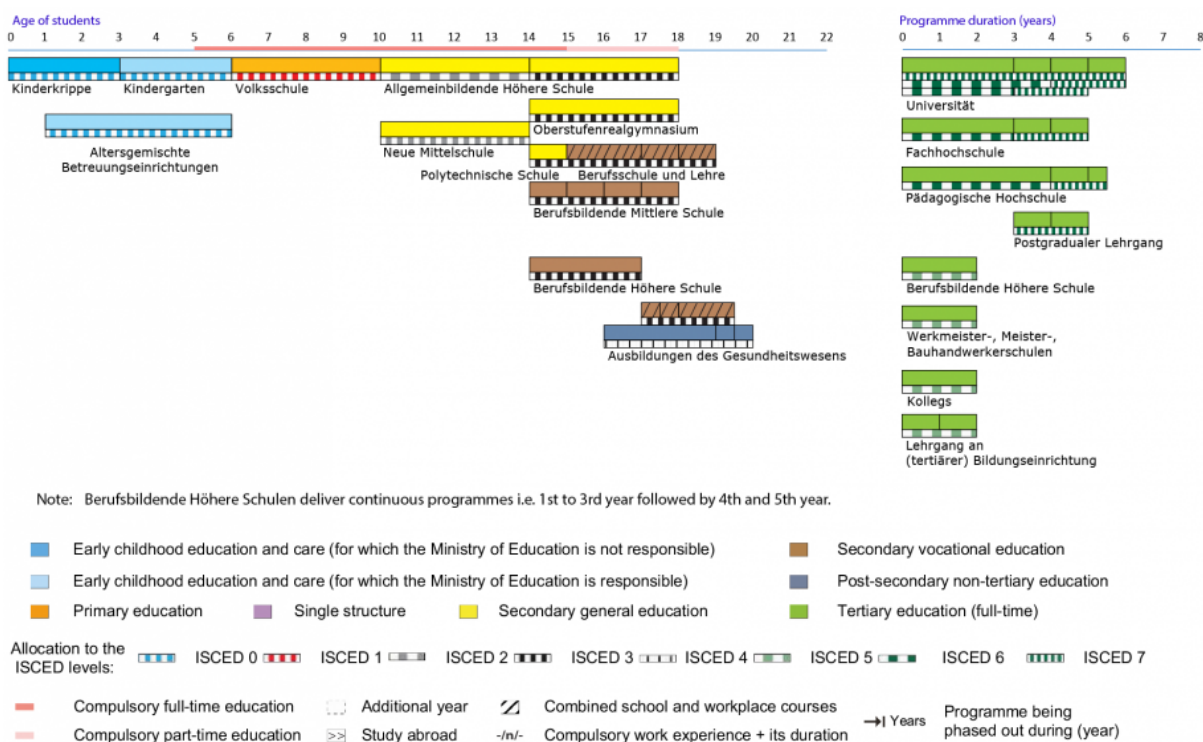 Age of students
Programme duration (years)
0 1 2 3 4 5 6 7 8 9 10 11 12 13 14 15 16 17 18 19 20 22
0 1 2 3 4 5 6 8
Kinderkrippe
Kindergarten
Volksschule
Allgemeinbildende Höhere Schule
Universität
Oberstufenrealgymnasium
Altersgemischte
Betreuungseinrichtungen
Neue Mittelschule
Fachhochschule
Polytechnische Schule
Berufsschule und Lehre
Pädagogische Hochschule
Berufsbildende Mittlere Schule
Postgradualer Lehrgang
Berufsbildende Höhere Schule
Berufsbildende Höhere Schule
Ausbildungen des Gesundheitswesens
Werkmeister-, Meister-,
Bauhandwerkerschulen
Kollegs
Lehrgang an
(tertiärer) Bildungseinrichtung
Note: Berufsbildende Höhere Schulen deliver continuous programmes i.e. 1st to 3rd year followed by 4th and 5th year.
Early childhood education and care (for which the Ministry of Education is not responsible)
Secondary vocational education
Early childhood education and care (for which the Ministry of Education is responsible)
Post-secondary non-tertiary education
Primary education
Single structure
Secondary general education
Tertiary education (full-time)
Allocation to the
ISCED levels:
ISCED 0
ISCED 1
ISCED 2
ISCED 3
ISCED 4
ISCED 5
ISCED 6
ISCED 7
Compulsory full-time education
Additional year
Combined school and workplace courses
Years
Programme being
phased out during (year)
Compulsory part-time education
>> Study abroad
-/n/- Compulsory work experience + its duration